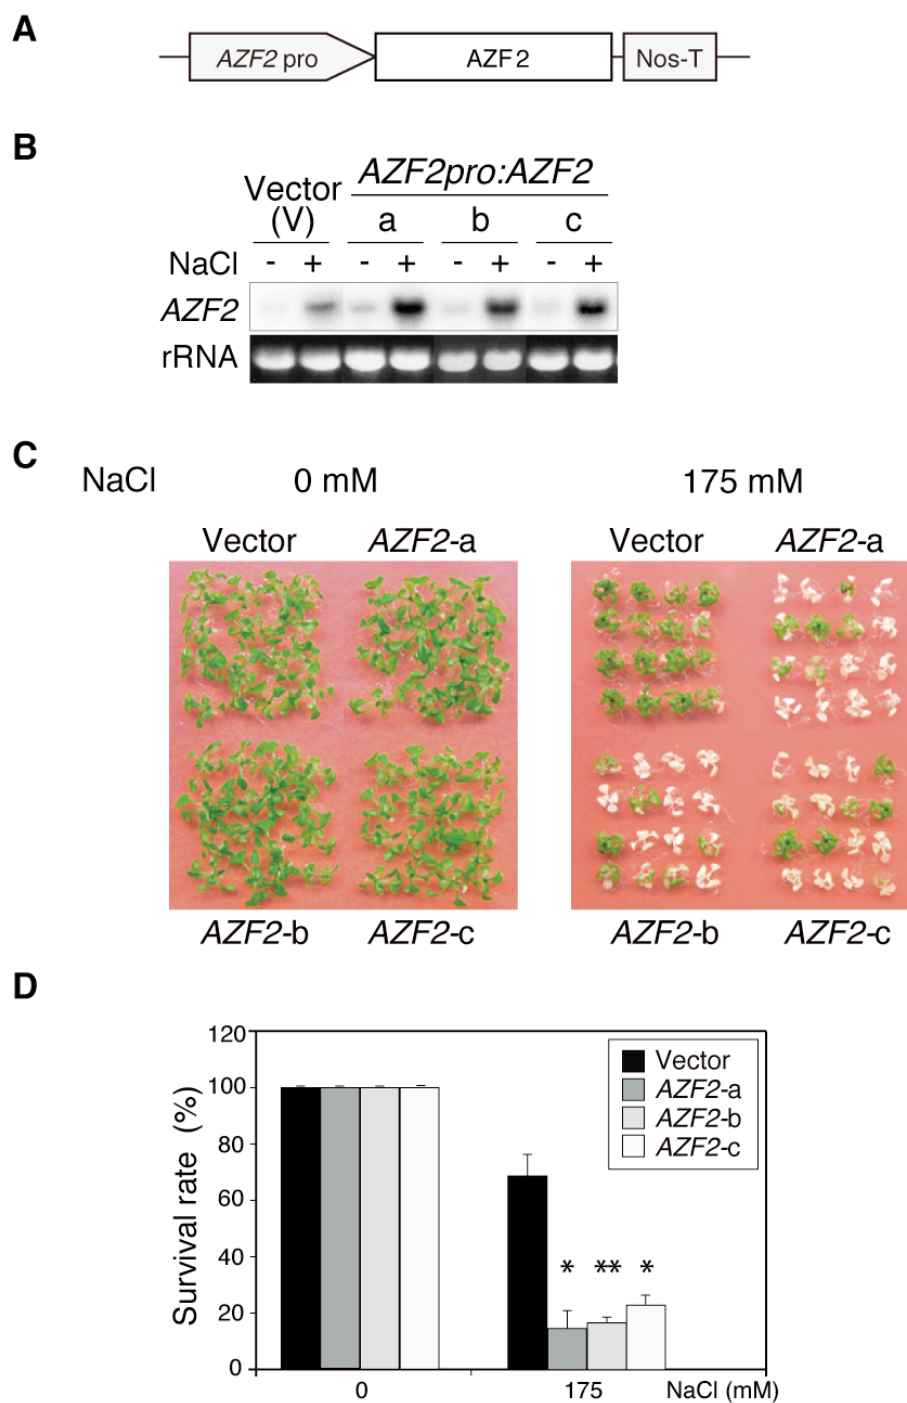 A
AZF2 pro
AZF2
Nos-T
B
AZF2pro:AZF2
Vector
(V)
a
b
c
NaCl - + - + - + - +
AZF2
rRNA
C
NaCl
0 mM
175 mM
Vector
AZF2-a
Vector
AZF2-a
AZF2-b
AZF2-c
AZF2-b
AZF2-c
D
Survival rate (%)
120
100
80
60
40
20
0
Vector
AZF2-a
AZF2-b
AZF2-c
* ** *
0
175
NaCl (mM)